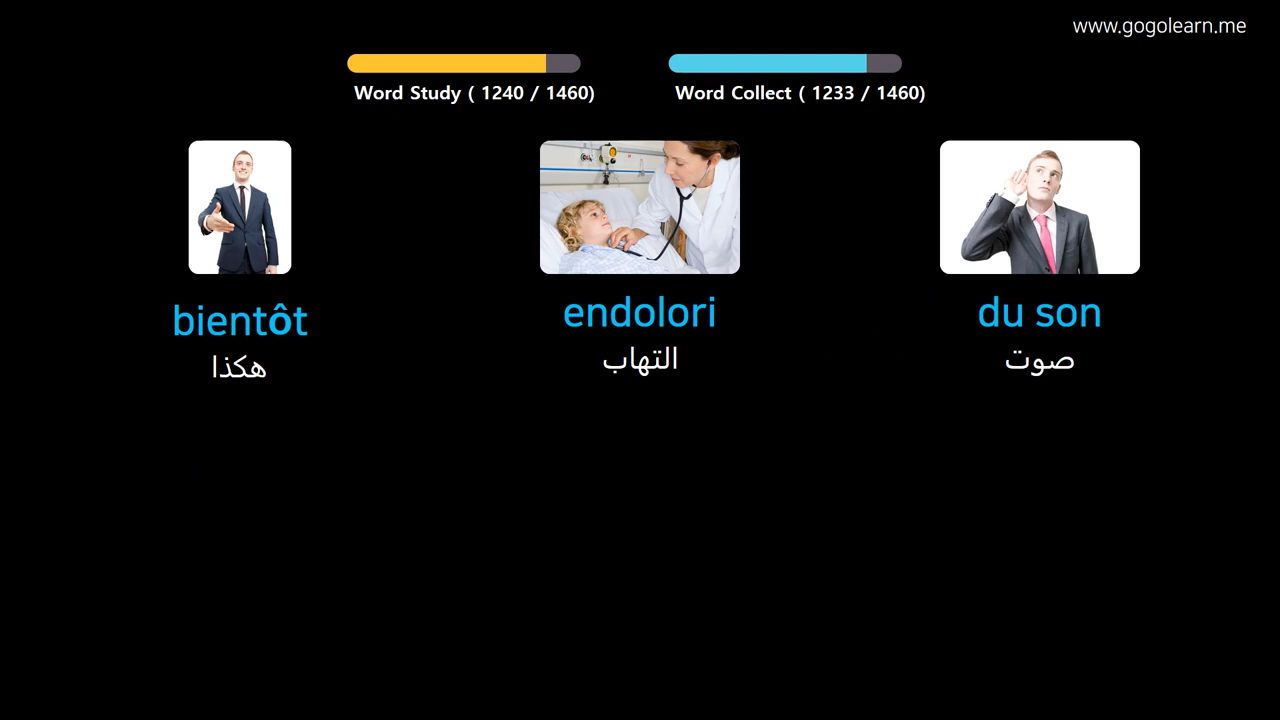 www.gogolearn.me
Word Study ( 1240 / 1460)
Word Collect ( 1233 / 1460)
bientôt
هكذا
endolori
التهاب
du son
صوت